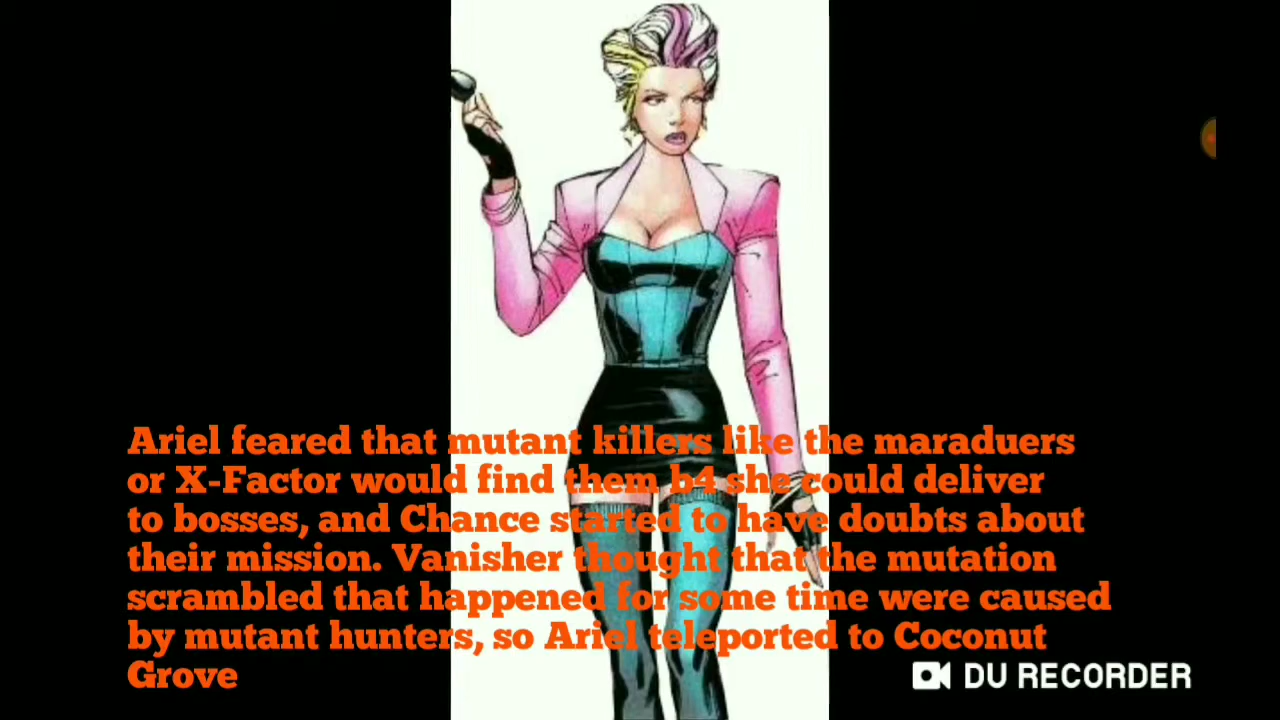 Ariel feared that mutant killers like the maraduers
or X-Factor would find them b4 she could deliver
to bosses, and Chance started to have doubts about
their mission. Vanisher thought that the mutation
scrambled that happened for some time were caused
by mutant hunters, so Ariel teleported to Coconut
Grove
DU RECORDER